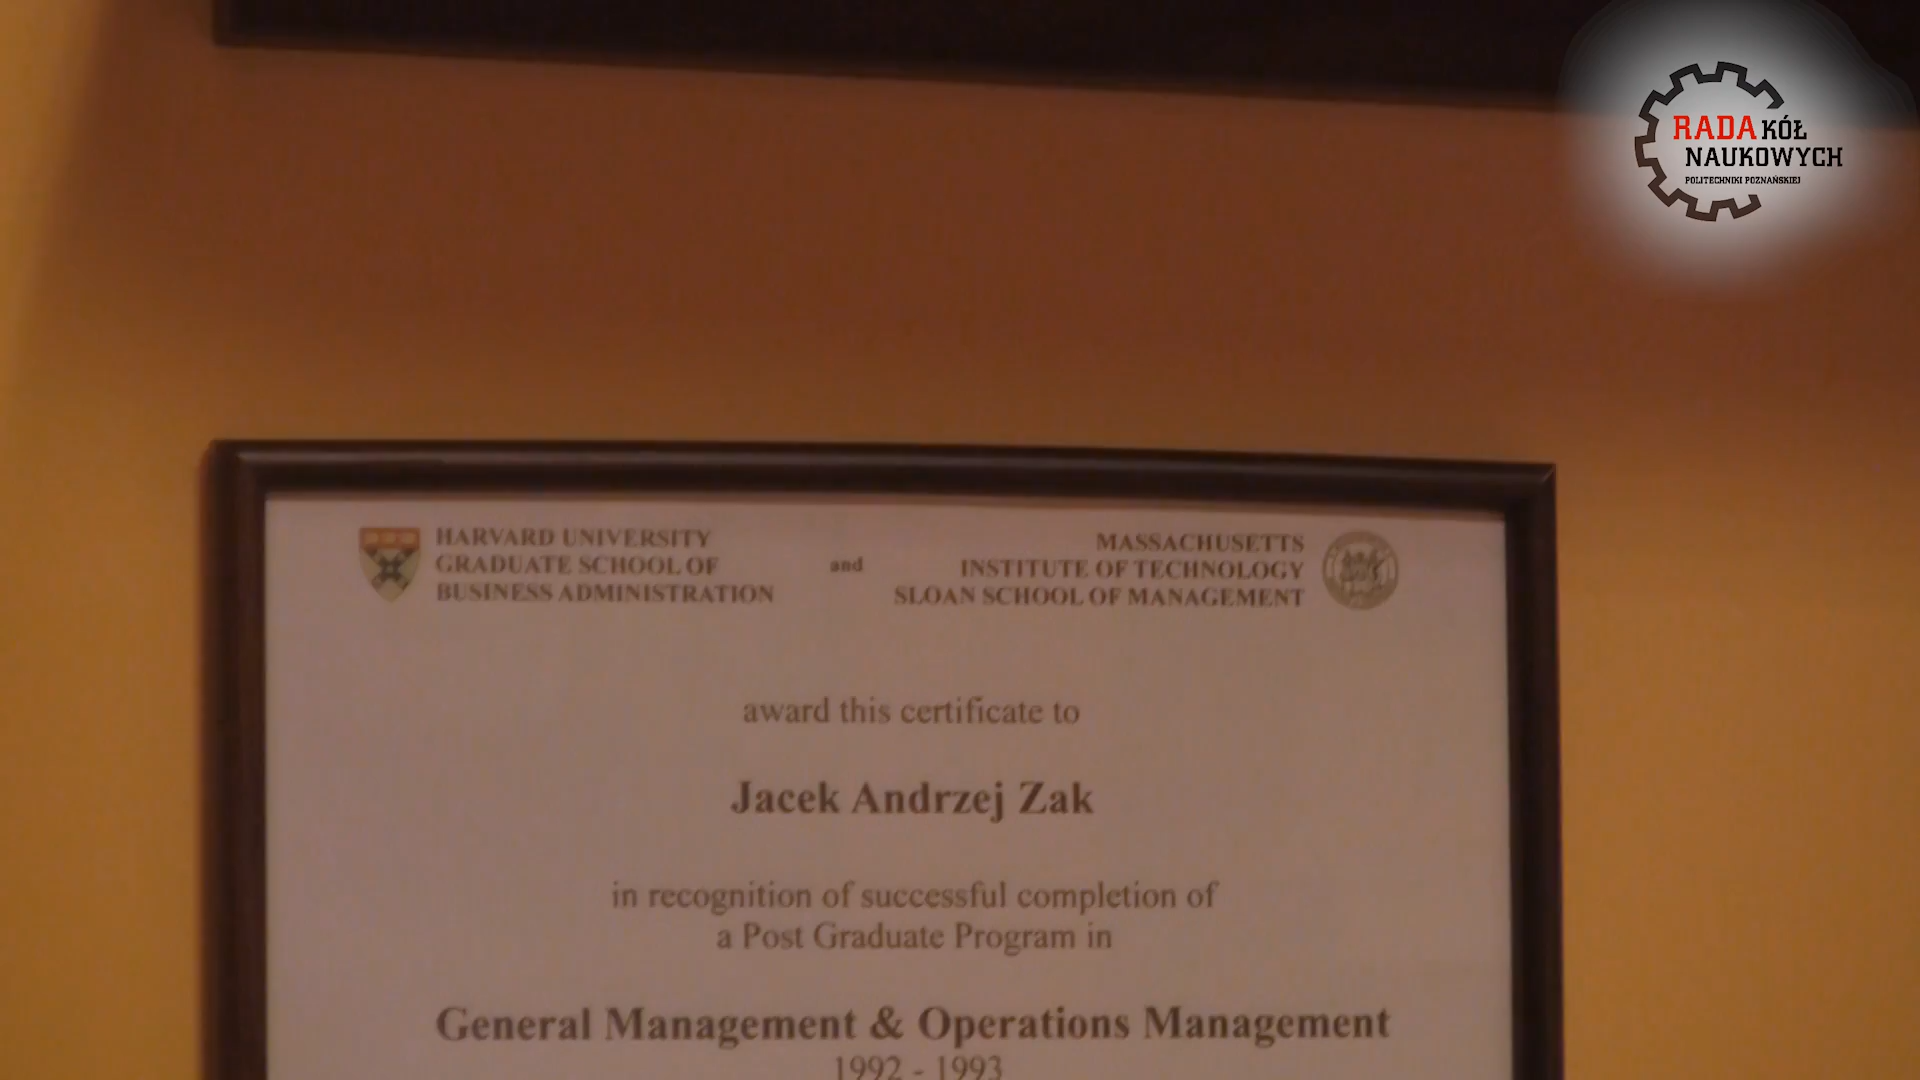 RADA KÓŁ
NAUKOWYCH
POLITECHNIKI POZNAŃSKIEJ
HARVARD UNIVERSITY
GRADUATE SCHOOL OF
BUSINESS ADMINISTRATION
and
MASSACHUSETTS
INSTITUTE OF TECHNOLOGY
SLOAN SCHOOL OF MANAGEMENT
award this certificate to
Jacek Andrzej Zak
in recognition of successful completion of
a Post Graduate Program in
General Management & Operations Management
1992 - 1993